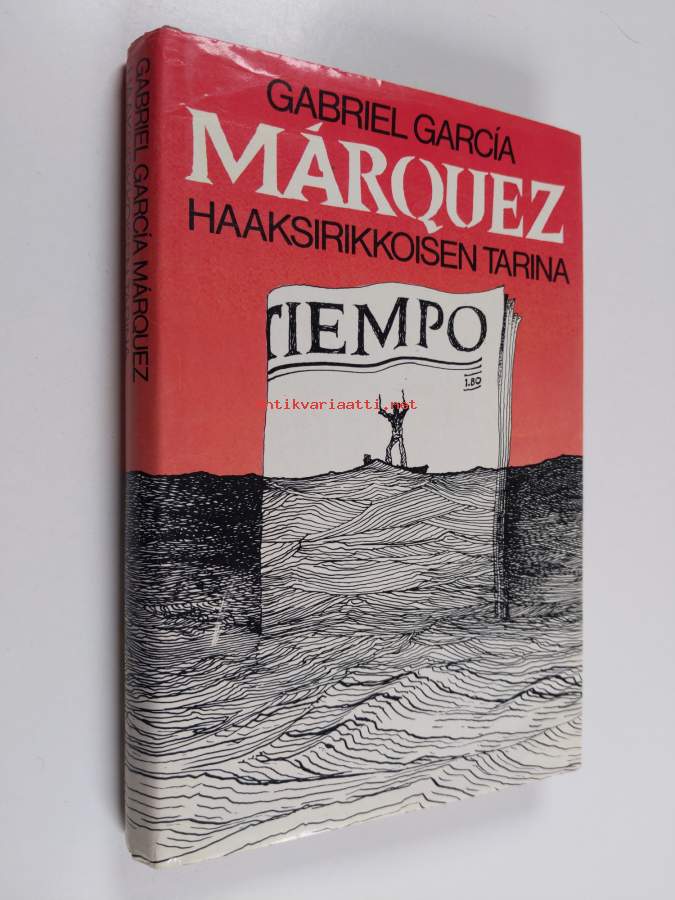 GABRIEL GARCÍA
MÁRQUEZ
HAAKSIRIKKOISEN TARINA
TIEMPO
1.80
antikvariaatti.net
GABRIEL GARCÍA MÁRQUEZ